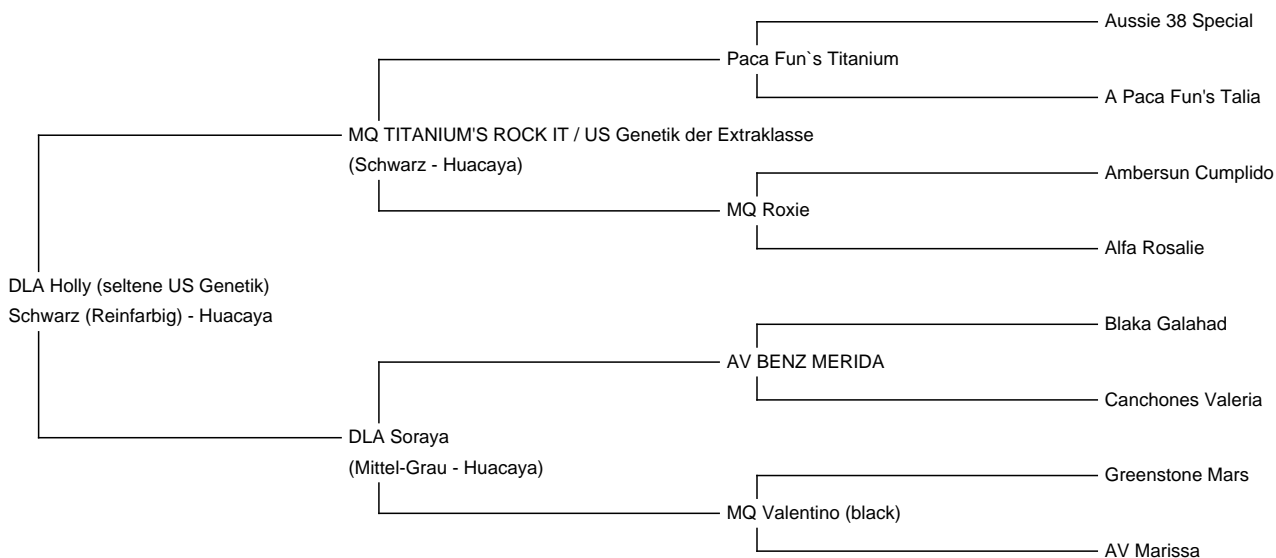 Aussie 38 Special
Paca Fun`s Titanium
A Paca Fun's Talia
MQ TITANIUM'S ROCK IT / US Genetik der Extraklasse
(Schwarz - Huacaya)
Ambersun Cumplido
MQ Roxie
Alfa Rosalie
DLA Holly (seltene US Genetik)
Schwarz (Reinfarbig) - Huacaya
Blaka Galahad
AV BENZ MERIDA
Canchones Valeria
DLA Soraya
(Mittel-Grau - Huacaya)
Greenstone Mars
MQ Valentino (black)
AV Marissa